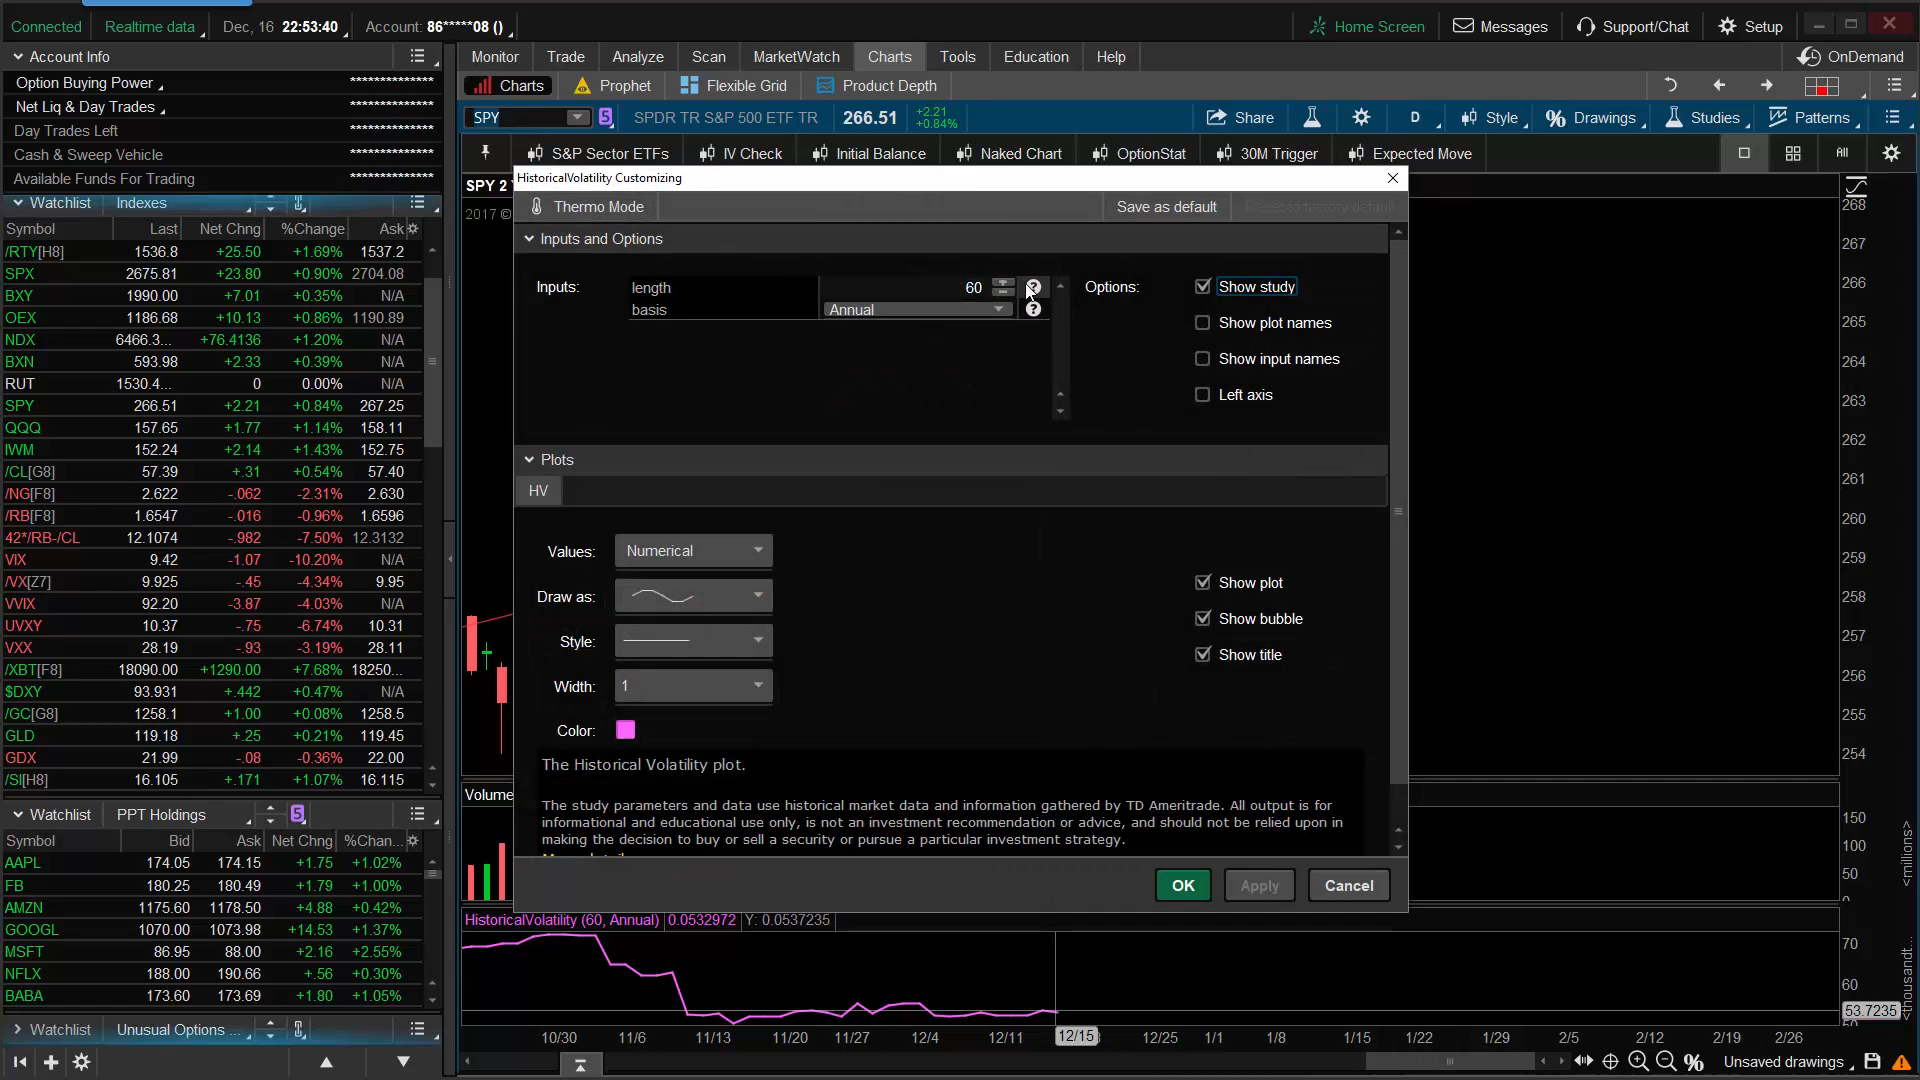 Connected Realtime data Dec, 16 22:53:40 Account: 86*****08 () Home Screen Messages Support/Chat Setup
Account Info
Option Buying Power **************
Net Liq & Day Trades **************
Day Trades Left **************
Cash & Sweep Vehicle **************
Available Funds For Trading **************
Monitor Trade Analyze Scan MarketWatch Charts Tools Education Help OnDemand
Charts Prophet Flexible Grid Product Depth
SPY 5 SPDR TR S&P 500 ETF TR 266.51 +2.21 +0.84% Share D Style Drawings Studies Patterns
S&P Sector ETFs IV Check Initial Balance Naked Chart OptionStat 30M Trigger Expected Move All
Watchlist Indexes
Symbol Last Net Chng %Change Ask
/RTY[H8] 1536.8 +25.50 +1.69% 1537.2
SPX 2675.81 +23.80 +0.90% 2704.08
BXY 1990.00 +7.01 +0.35% N/A
OEX 1186.68 +10.13 +0.86% 1190.89
NDX 6466.3... +76.4136 +1.20% N/A
BXN 593.98 +2.33 +0.39% N/A
RUT 1530.4... 0 0.00% N/A
SPY 266.51 +2.21 +0.84% 267.25
QQQ 157.65 +1.77 +1.14% 158.11
IWM 152.24 +2.14 +1.43% 152.75
/CL[G8] 57.39 +.31 +0.54% 57.40
/NG[F8] 2.622 -.062 -2.31% 2.630
/RB[F8] 1.6547 -.016 -0.96% 1.6596
42*/RB-/CL 12.1074 -.982 -7.50% 12.3132
VIX 9.42 -1.07 -10.20% N/A
/VX[Z7] 9.925 -.45 -4.34% 9.95
VVIX 92.20 -3.87 -4.03% N/A
UVXY 10.37 -.75 -6.74% 10.31
VXX 28.19 -.93 -3.19% 28.11
/XBT[F8] 18090.00 +1290.00 +7.68% 18250...
$DXY 93.931 +.442 +0.47% N/A
/GC[G8] 1258.1 +1.00 +0.08% 1258.5
GLD 119.18 +.25 +0.21% 119.45
GDX 21.99 -.08 -0.36% 22.00
/SI[H8] 16.105 +.171 +1.07% 16.115
Watchlist PPT Holdings 5
Symbol Bid Ask Net Chng %Chan...
AAPL 174.05 174.15 +1.75 +1.02%
FB 180.25 180.49 +1.79 +1.00%
AMZN 1175.60 1178.50 +4.88 +0.42%
GOOGL 1070.00 1073.98 +14.53 +1.37%
MSFT 86.95 88.00 +2.16 +2.55%
NFLX 188.00 190.66 +.56 +0.30%
BABA 173.60 173.69 +1.80 +1.05%
Watchlist Unusual Options ...
SPY 2
2017 ©
HistoricalVolatility Customizing
Thermo Mode Save as default
Inputs and Options
Inputs: length 60 ?
basis Annual ?
Options: Show study
Show plot names
Show input names
Left axis
Plots
HV
Values: Numerical
Draw as:
Style:
Width: 1
Color:
Show plot
Show bubble
Show title
The Historical Volatility plot.
The study parameters and data use historical market data and information gathered by TD Ameritrade. All output is for
informational and educational use only, is not an investment recommendation or advice, and should not be relied upon in
making the decision to buy or sell a security or pursue a particular investment strategy.
OK Apply Cancel
268
267
266
265
264
263
262
261
260
259
258
257
256
255
254
Volume
150
100
50
<millions>
HistoricalVolatility (60, Annual) 0.0532972 Y: 0.0537235
70
60
53.7235
<thousandt...
10/30 11/6 11/13 11/20 11/27 12/4 12/11 12/15 12/25 1/1 1/8 1/15 1/22 1/29 2/5 2/12 2/19 2/26
Unsaved drawings